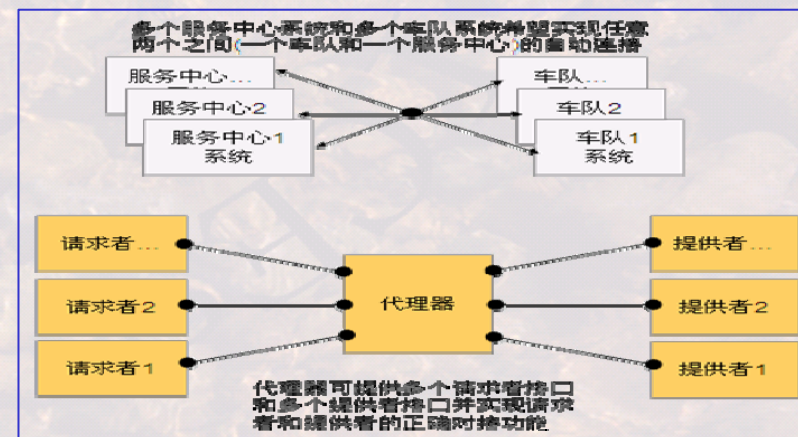 多个服务中心系统和多个车队系统希望实现任意
两个之间(一个车队和一个服务中心)的自动连接
服务中心...
车队...
服务中心2
车队2
服务中心1
系统
车队1
系统
请求者...
提供者...
代理器
请求者2
提供者2
请求者1
提供者1
代理器可提供多个请求者接口
和多个提供者接口并实现请求
者和提供者的正确对接功能